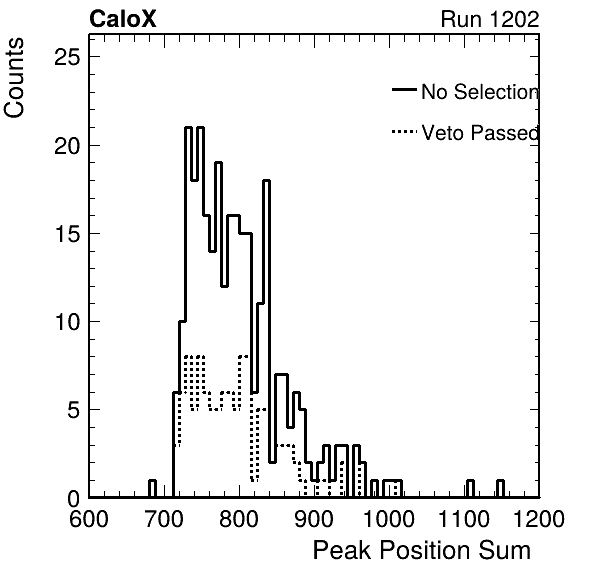 CaloX Run 1202
Counts
25
20
15
10
5
0
No Selection
Veto Passed
600 700 800 900 1000 1100 1200
Peak Position Sum